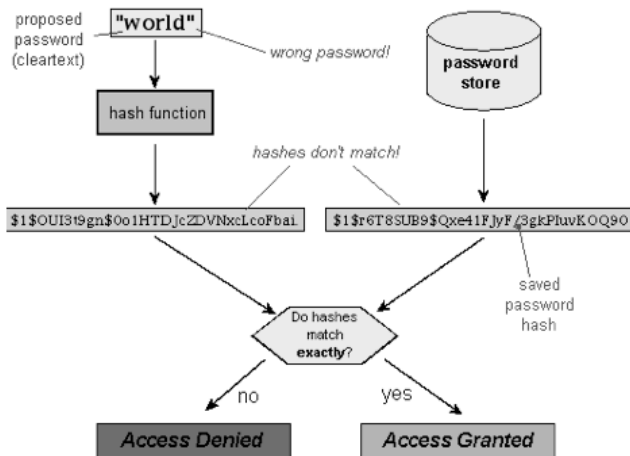 proposed
password
(cleartext)
"world"
wrong password!
password
store
hash function
hashes don't match!
$1$OUI3t9gn$0o1HTDJcZDVNxcLcoFbai.
$1$r6T8SUB9$Qxe41FJyF/3gkPIuvKOQ90
saved
password
hash
Do hashes
match
exactly?
no
yes
Access Denied
Access Granted